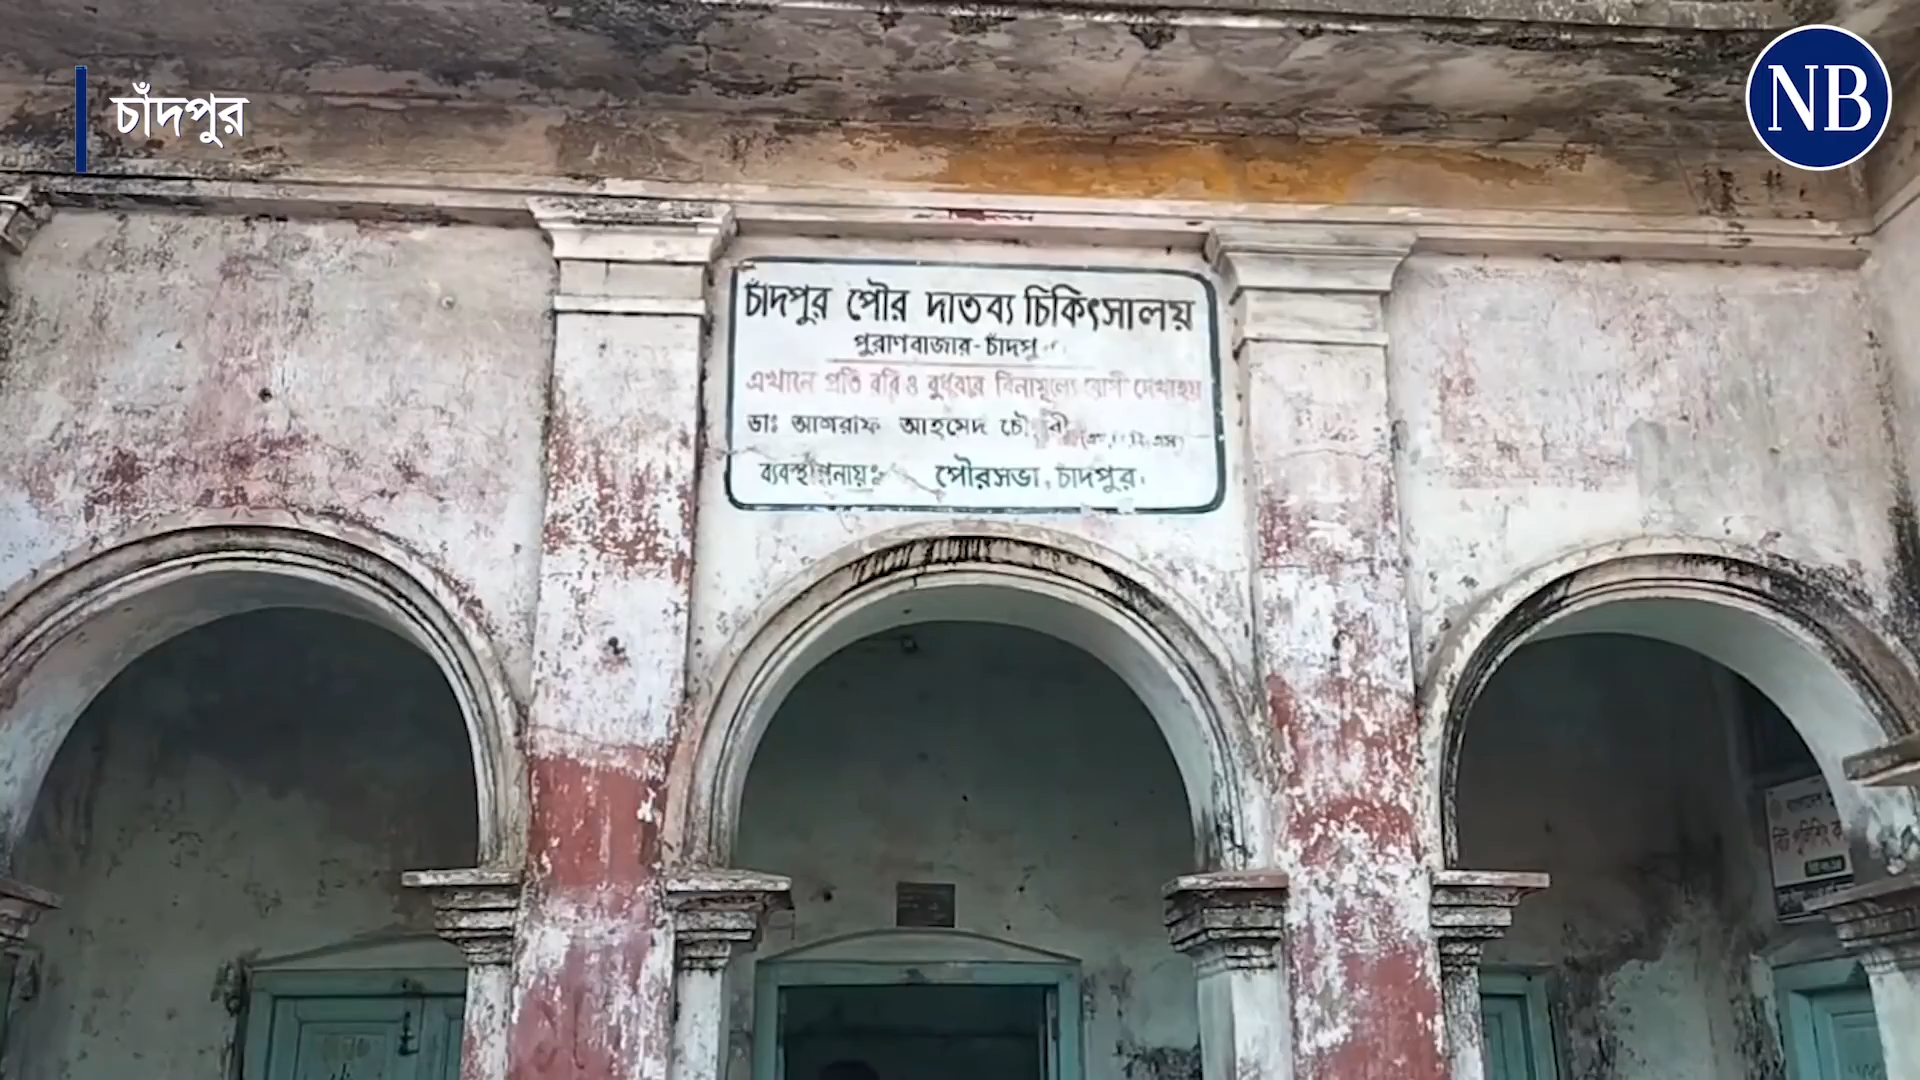 চাঁদপুর
NB
চাঁদপুর পৌর দাতব্য চিকিৎসালয়
পুরাণবাজার-চাঁদপু
এখানে প্রতি রবি ও বুধবার বিনামূল্যে রোগী দেখা হয়
ডাঃ আশরাফ আহমেদ
ব্যবস্থাপনায়ঃ পৌরসভা, চাঁদপুর।